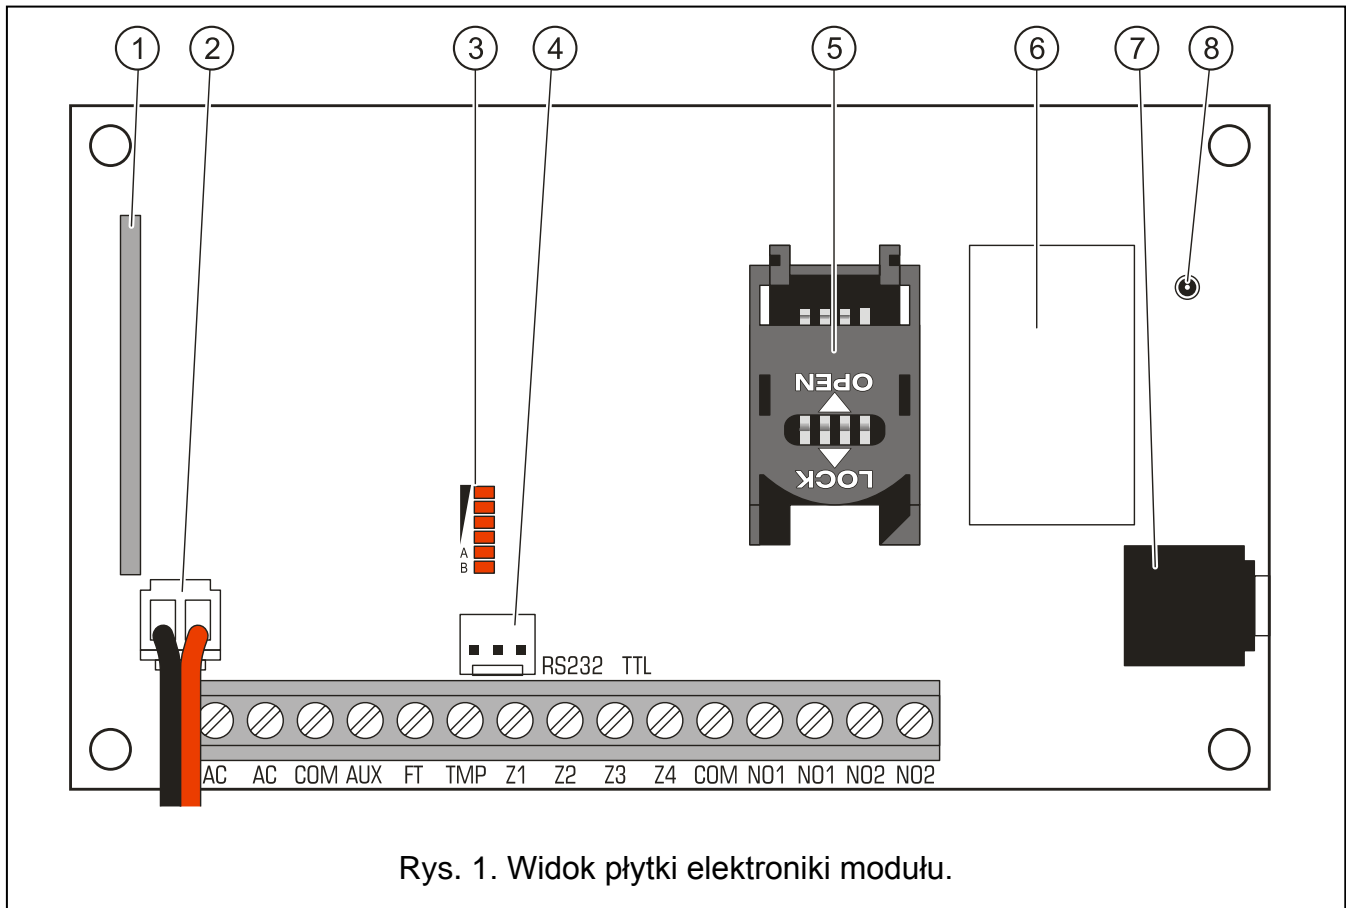 1 2 3 4 5 6 7 8
OPEN
LOCK
A
B
RS232 TTL
AC AC COM AUX FT TMP Z1 Z2 Z3 Z4 COM NO1 NO1 NO2 NO2
Rys. 1. Widok płytki elektroniki modułu.